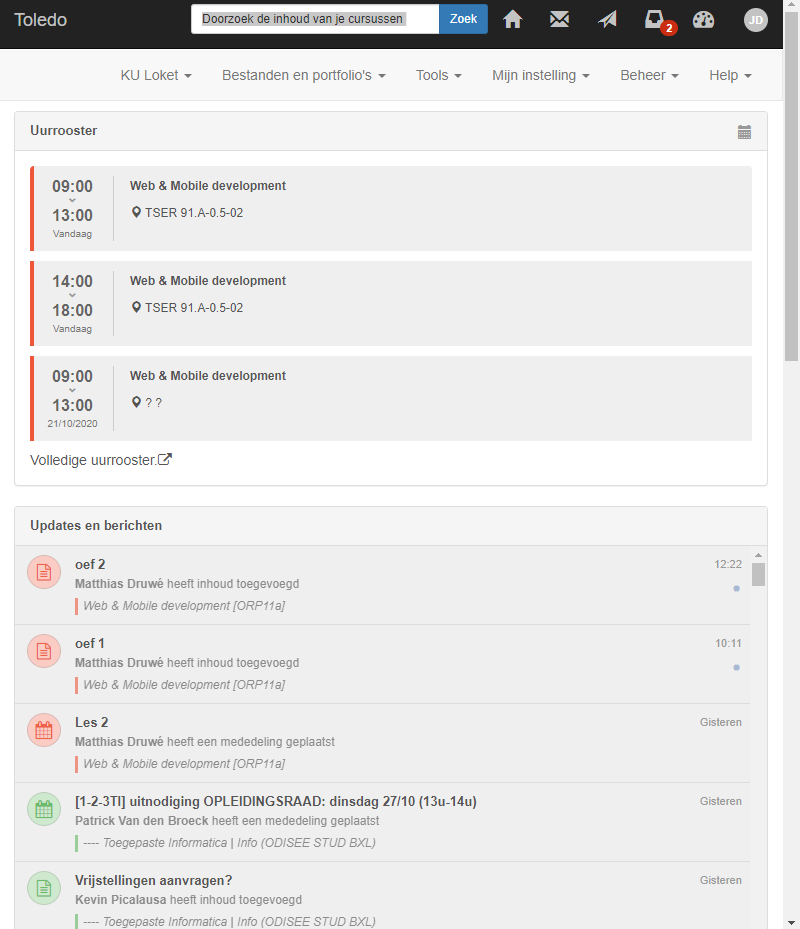 Toledo
Doorzoek de inhoud van je cursussen
Zoek
2
JD
KU Loket
Bestanden en portfolio's
Tools
Mijn instelling
Beheer
Help
Uurrooster
09:00
13:00
Vandaag
Web & Mobile development
TSER 91.A-0.5-02
14:00
18:00
Vandaag
Web & Mobile development
TSER 91.A-0.5-02
09:00
13:00
21/10/2020
Web & Mobile development
? ?
Volledige uurrooster.
Updates en berichten
oef 2
12:22
Matthias Druwé heeft inhoud toegevoegd
Web & Mobile development [ORP11a]
oef 1
10:11
Matthias Druwé heeft inhoud toegevoegd
Web & Mobile development [ORP11a]
Les 2
Gisteren
Matthias Druwé heeft een mededeling geplaatst
Web & Mobile development [ORP11a]
[1-2-3TI] uitnodiging OPLEIDINGSRAAD: dinsdag 27/10 (13u-14u)
Gisteren
Patrick Van den Broeck heeft een mededeling geplaatst
---- Toegepaste Informatica | Info (ODISEE STUD BXL)
Vrijstellingen aanvragen?
Gisteren
Kevin Picalausa heeft inhoud toegevoegd
---- Toegepaste Informatica | Info (ODISEE STUD BXL)